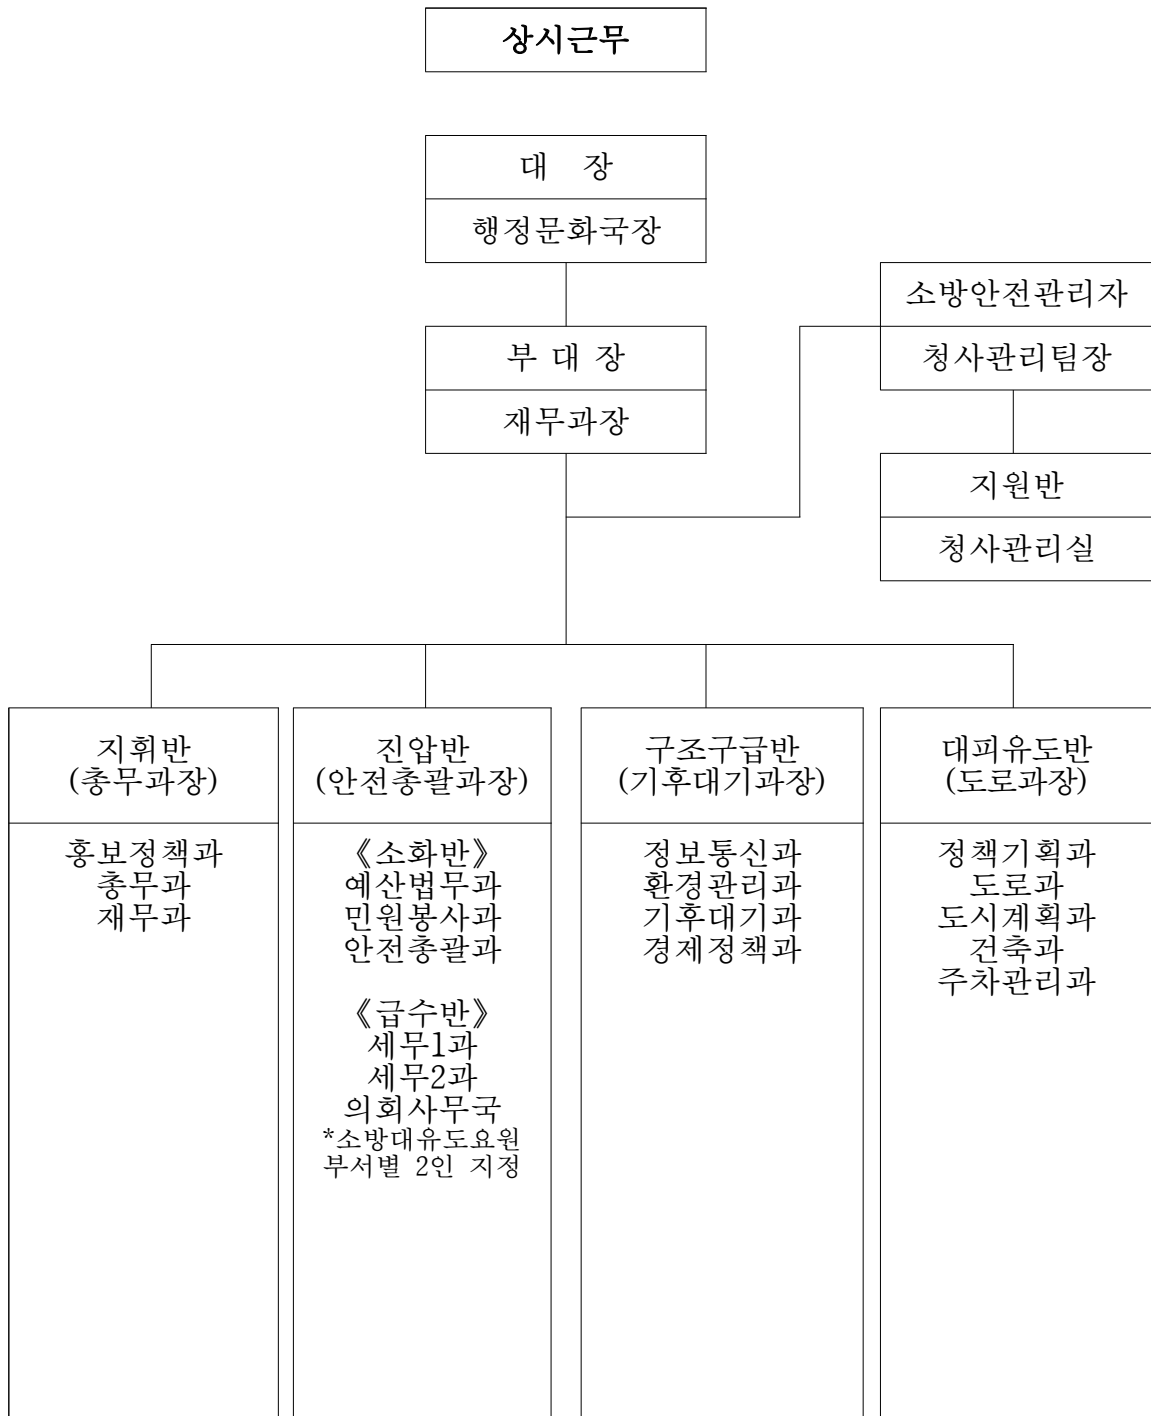 상시근무
대 장
행정문화국장
부 대 장
재무과장
소방안전관리자
청사관리팀장
지원반
청사관리실
지휘반
(총무과장)
홍보정책과
총무과
재무과
진압반
(안전총괄과장)
《소화반》
예산법무과
민원봉사과
안전총괄과
《급수반》
세무1과
세무2과
의회사무국
*소방대유도요원
부서별 2인 지정
구조구급반
(기후대기과장)
정보통신과
환경관리과
기후대기과
경제정책과
대피유도반
(도로과장)
정책기획과
도로과
도시계획과
건축과
주차관리과